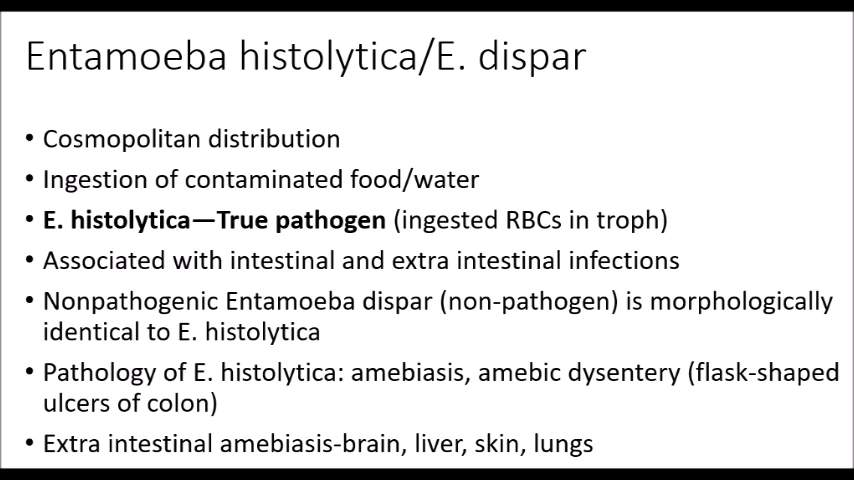 Entamoeba histolytica/E. dispar
• Cosmopolitan distribution
• Ingestion of contaminated food/water
• E. histolytica—True pathogen (ingested RBCs in troph)
• Associated with intestinal and extra intestinal infections
• Nonpathogenic Entamoeba dispar (non-pathogen) is morphologically
identical to E. histolytica
• Pathology of E. histolytica: amebiasis, amebic dysentery (flask-shaped
ulcers of colon)
• Extra intestinal amebiasis-brain, liver, skin, lungs